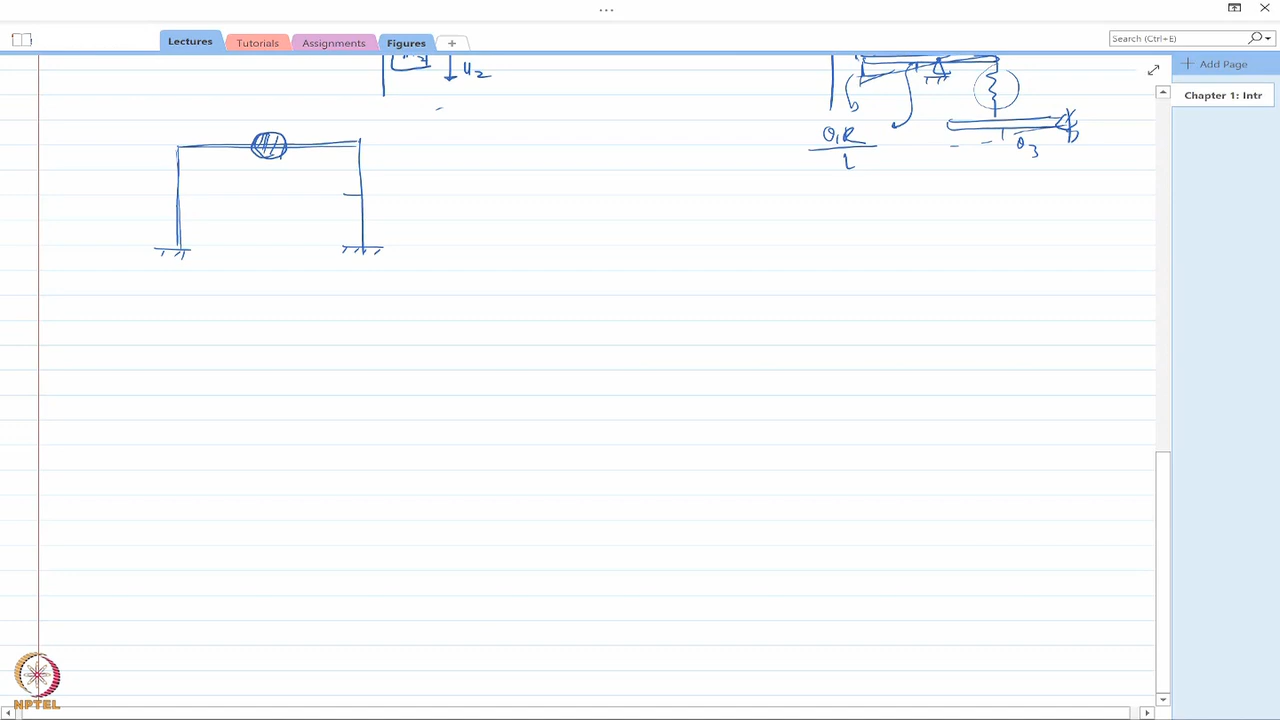 Lectures
Tutorials
Assignments
Figures
Search (Ctrl+E)
Add Page
Chapter 1: Intr
u2
θ1R
L
θ3
NPTEL